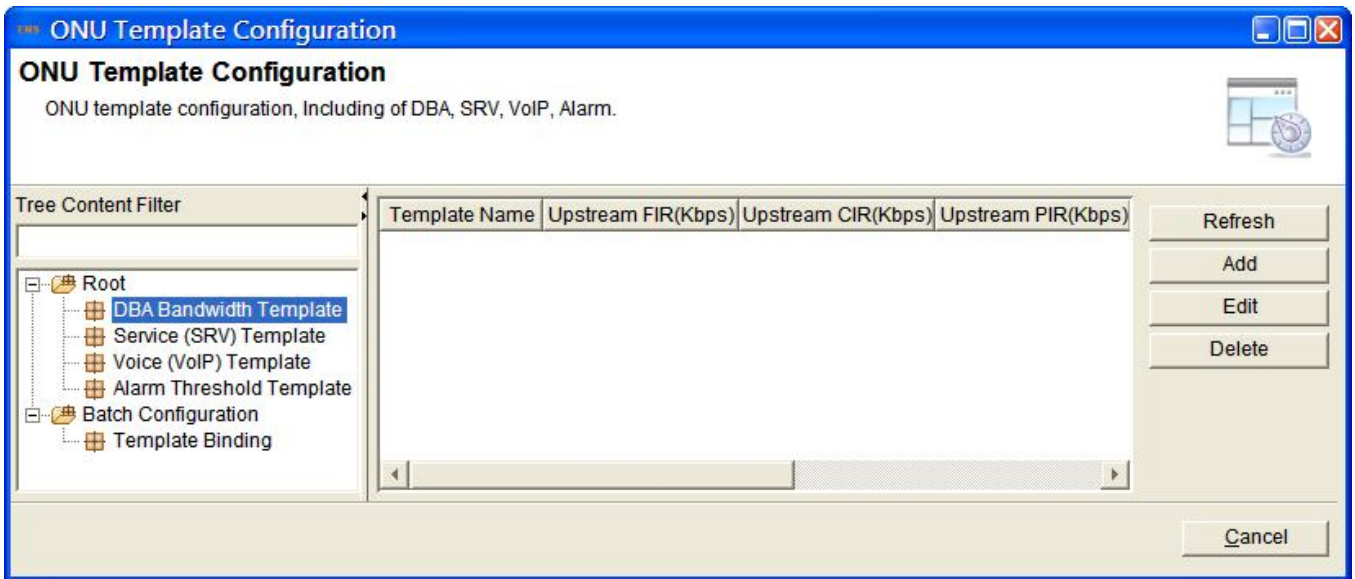 ONU Template Configuration
ONU Template Configuration
ONU template configuration, Including of DBA, SRV, VoIP, Alarm.
Tree Content Filter
Root
DBA Bandwidth Template
Service (SRV) Template
Voice (VoIP) Template
Alarm Threshold Template
Batch Configuration
Template Binding
Template Name Upstream FIR(Kbps) Upstream CIR(Kbps) Upstream PIR(Kbps)
Refresh
Add
Edit
Delete
Cancel